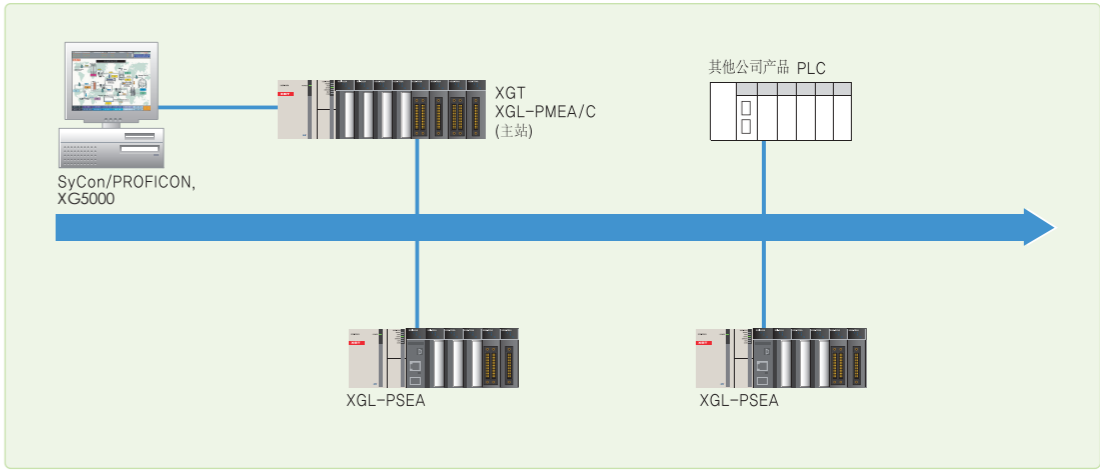 其他公司产品 PLC
XGT
XGL-PMEA/C
(主站)
SyCon/PROFICON,
XG5000
XGL-PSEA
XGL-PSEA